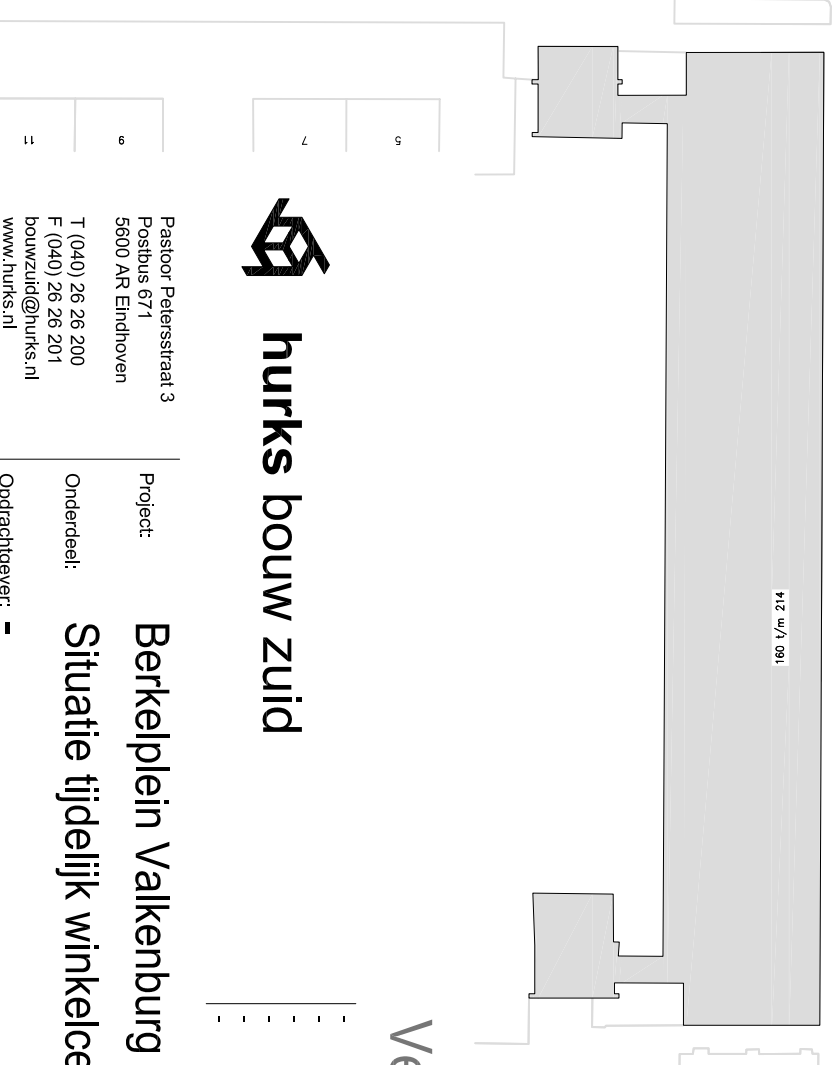 160 t/m 214
5
7
9
11
hurks bouw zuid
Pastoor Petersstraat 3
Postbus 671
5600 AR Eindhoven
T (040) 26 26 200
F (040) 26 26 201
bouwzuid@hurks.nl
www.hurks.nl
Project: Berkelplein Valkenburg
Onderdeel: Situatie tijdelijk winkelce
Opdrachtgever: -
Ve